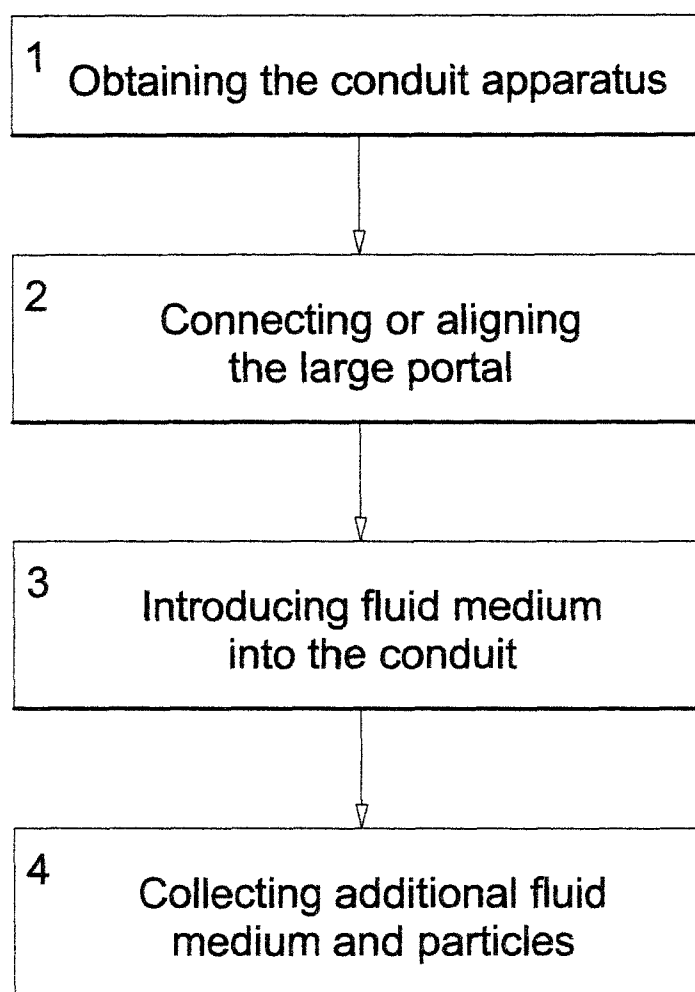 1
Obtaining the conduit apparatus
2
Connecting or aligning
the large portal
3
Introducing fluid medium
into the conduit
4
Collecting additional fluid
medium and particles